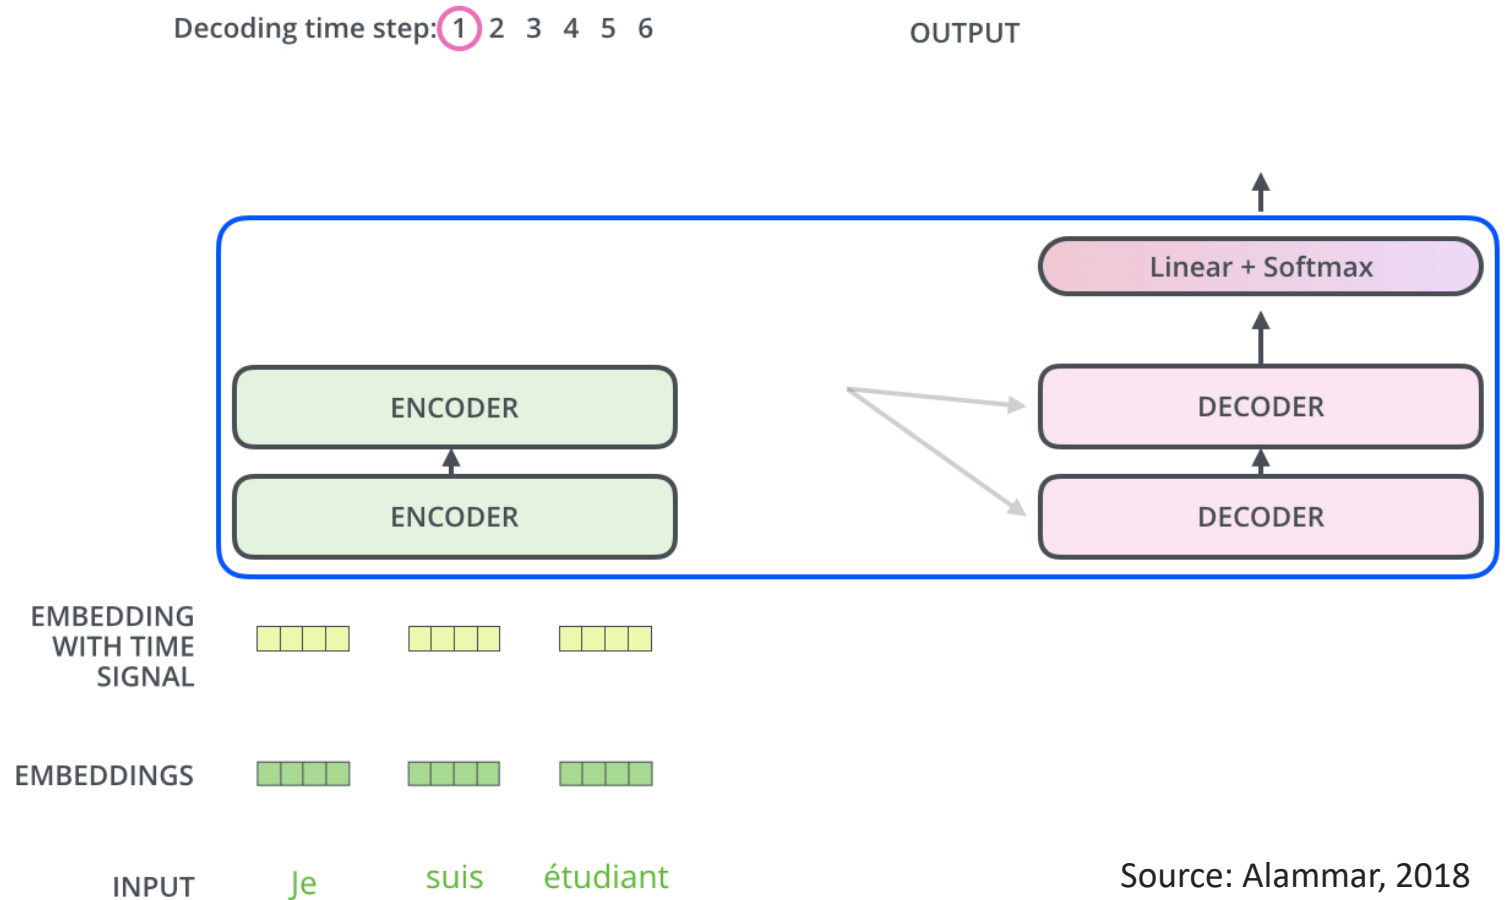 Decoding time step: 1 2 3 4 5 6
OUTPUT
Linear + Softmax
ENCODER
DECODER
ENCODER
DECODER
EMBEDDING
WITH TIME
SIGNAL
EMBEDDINGS
INPUT
Je suis étudiant
Source: Alammar, 2018